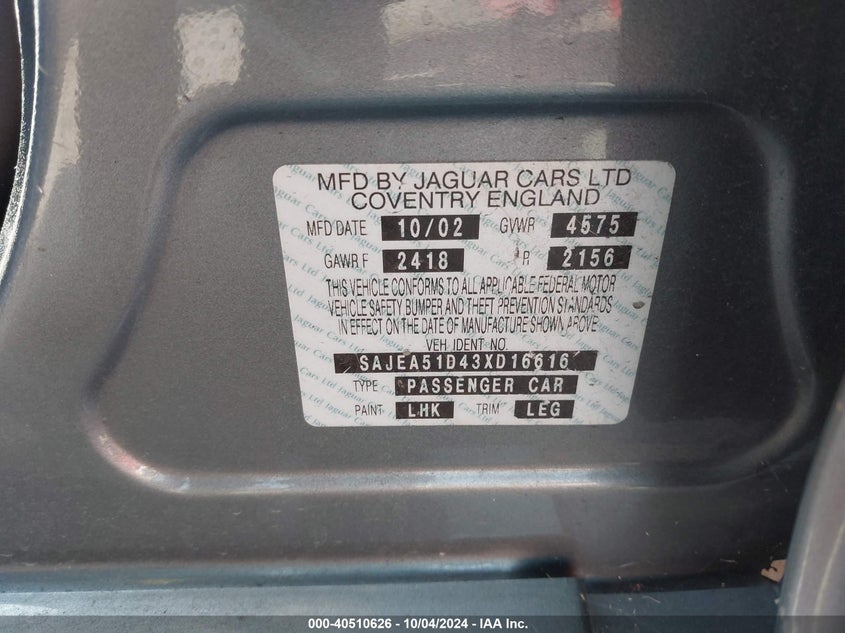 MFD BY JAGUAR CARS LTD
COVENTRY ENGLAND
MFD DATE 10/02 GVWR 4575
GAWR F 2418 R 2156
THIS VEHICLE CONFORMS TO ALL APPLICABLE FEDERAL MOTOR
VEHICLE SAFETY BUMPER AND THEFT PREVENTION STANDARDS
IN EFFECT ON THE DATE OF MANUFACTURE SHOWN ABOVE
VEH IDENT NO.
SAJEA51D43XD16616
TYPE PASSENGER CAR
PAINT LHK TRIM LEG
000-40510626 - 10/04/2024 - IAA Inc.